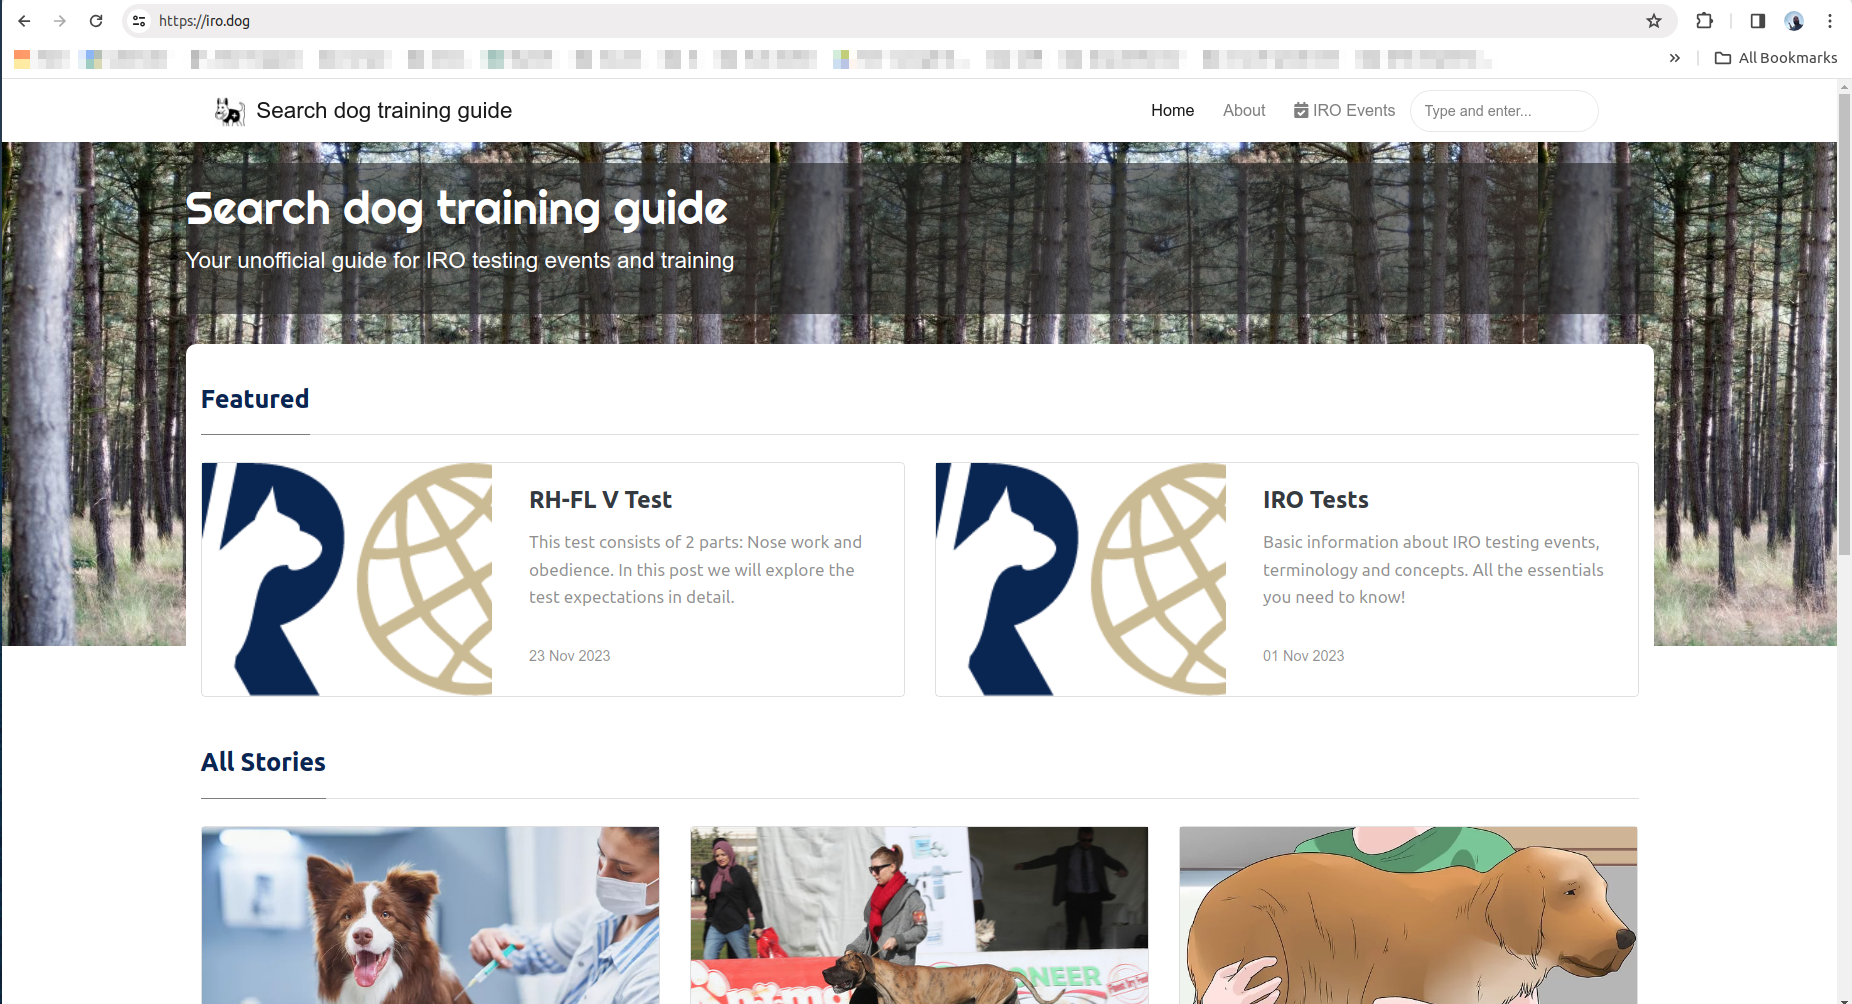 https://iro.dog
All Bookmarks
Search dog training guide
Home
About
IRO Events
Type and enter...
Search dog training guide
Your unofficial guide for IRO testing events and training
Featured
RH-FL V Test
This test consists of 2 parts: Nose work and
obedience. In this post we will explore the
test expectations in detail.
23 Nov 2023
IRO Tests
Basic information about IRO testing events,
terminology and concepts. All the essentials
you need to know!
01 Nov 2023
All Stories